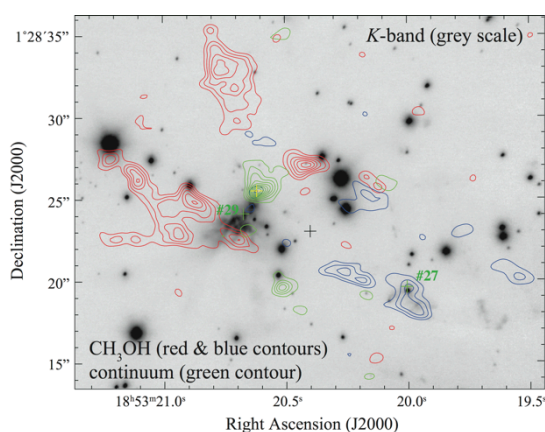 K-band (grey scale)
1°28′35″
30″
25″
20″
15″
Declination (J2000)
#28
#27
CH₃OH (red & blue contours)
continuum (green contour)
18ʰ53ᵐ21.0ˢ
20.5ˢ
20.0ˢ
19.5ˢ
Right Ascension (J2000)